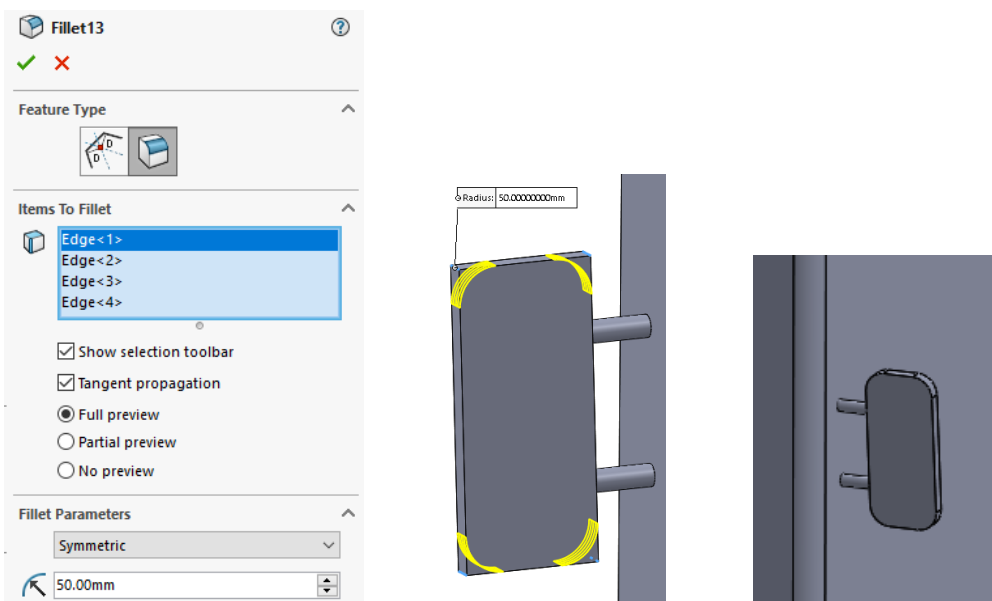 Fillet13
Feature Type
D
D
Items To Fillet
Edge<1>
Edge<2>
Edge<3>
Edge<4>
Show selection toolbar
Tangent propagation
Full preview
Partial preview
No preview
Fillet Parameters
Symmetric
50.00mm
Radius: 50.00000000mm